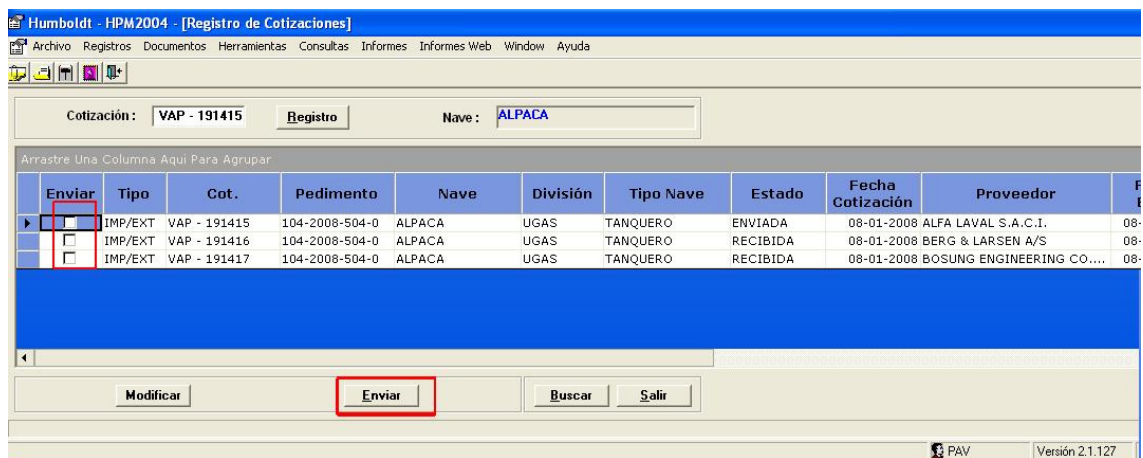 Humboldt - HPM2004 - [Registro de Cotizaciones]
Archivo Registros Documentos Herramientas Consultas Informes Informes Web Window Ayuda
Cotización : VAP - 191415 Registro Nave : ALPACA
Arrastre Una Columna Aqui Para Agrupar
Enviar Tipo Cot. Pedimento Nave División Tipo Nave Estado Fecha Cotización Proveedor
IMP/EXT VAP - 191415 104-2008-504-0 ALPACA UGAS TANQUERO ENVIADA 08-01-2008 ALFA LAVAL S.A.C.I. 08-
IMP/EXT VAP - 191416 104-2008-504-0 ALPACA UGAS TANQUERO RECIBIDA 08-01-2008 BERG & LARSEN A/S 08-
IMP/EXT VAP - 191417 104-2008-504-0 ALPACA UGAS TANQUERO RECIBIDA 08-01-2008 BOSUNG ENGINEERING CO.... 08-
Modificar Enviar Buscar Salir
PAV Versión 2.1.127